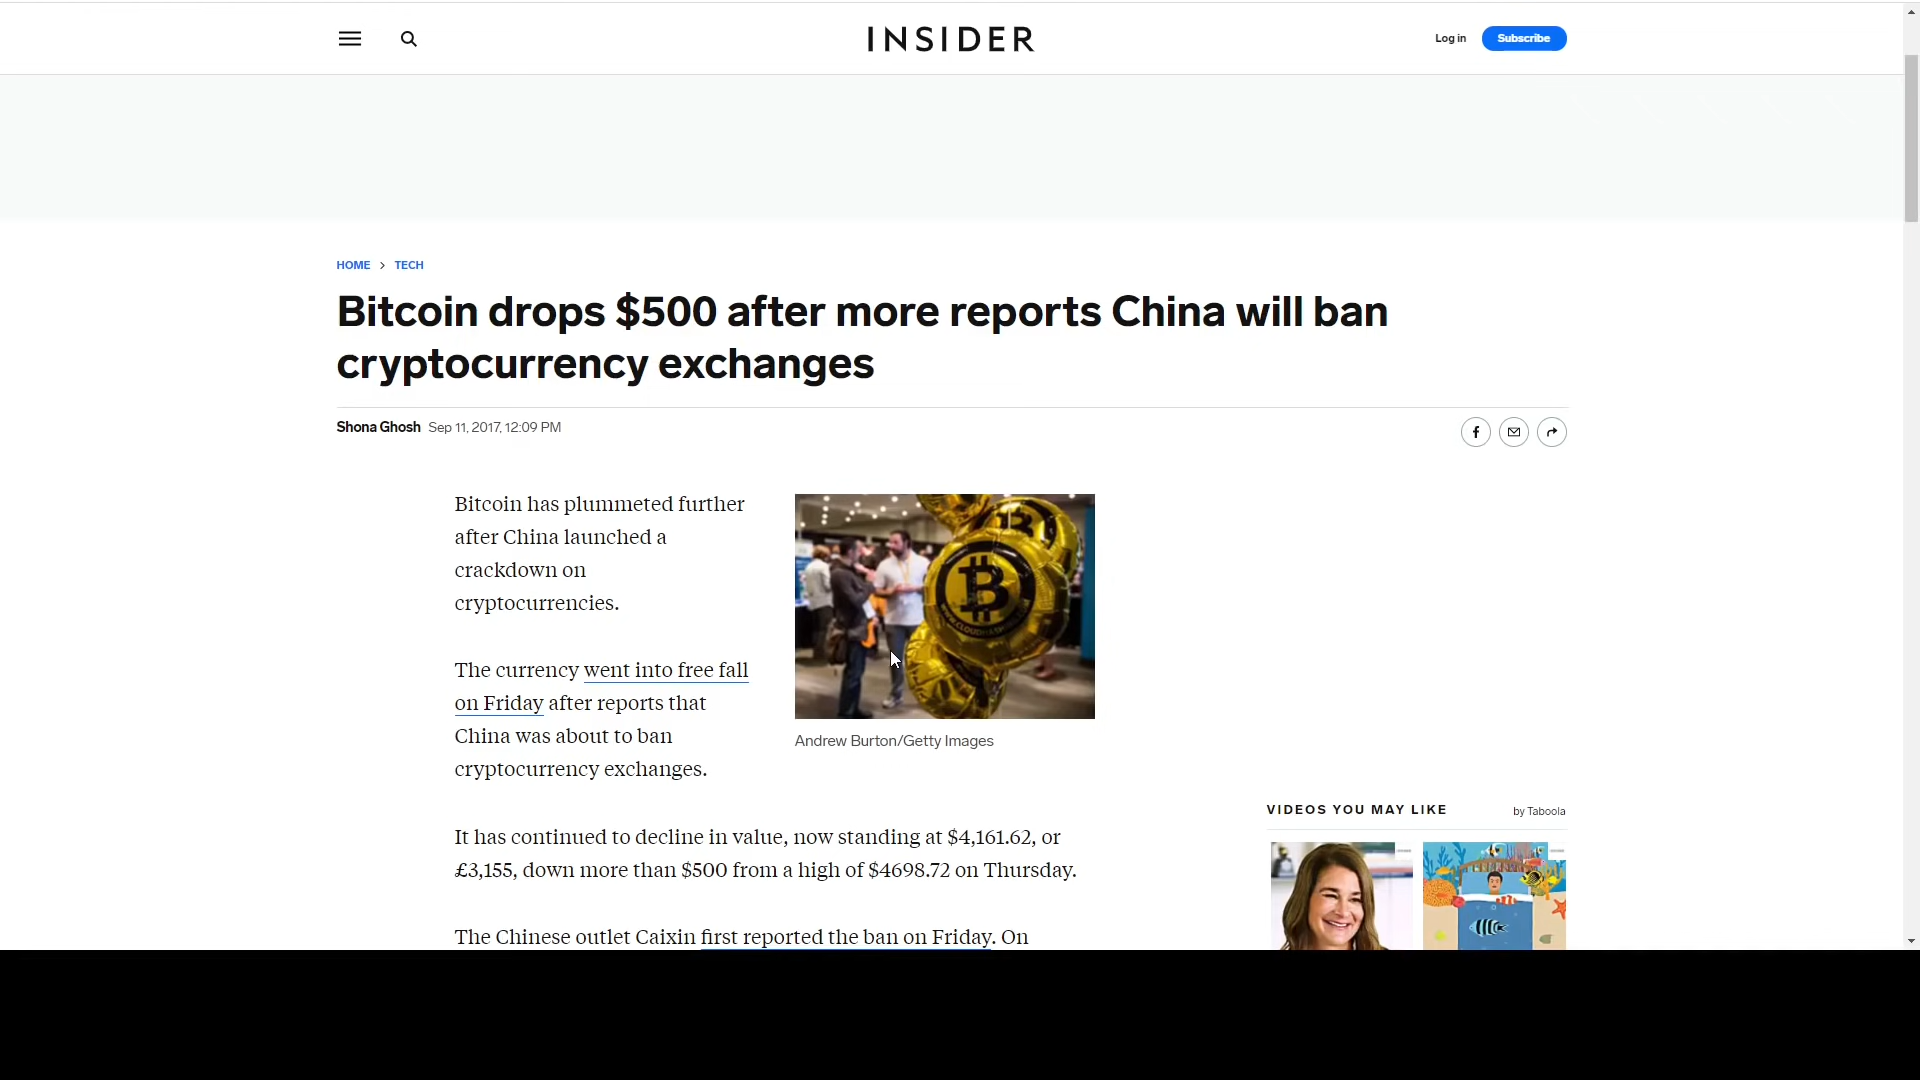 INSIDER
Log in
Subscribe
HOME > TECH
Bitcoin drops $500 after more reports China will ban
cryptocurrency exchanges
Shona Ghosh Sep 11, 2017, 12:09 PM
Bitcoin has plummeted further
after China launched a
crackdown on
cryptocurrencies.
The currency went into free fall
on Friday after reports that
China was about to ban
cryptocurrency exchanges.
Andrew Burton/Getty Images
It has continued to decline in value, now standing at $4,161.62, or
£3,155, down more than $500 from a high of $4698.72 on Thursday.
The Chinese outlet Caixin first reported the ban on Friday. On
VIDEOS YOU MAY LIKE
by Taboola